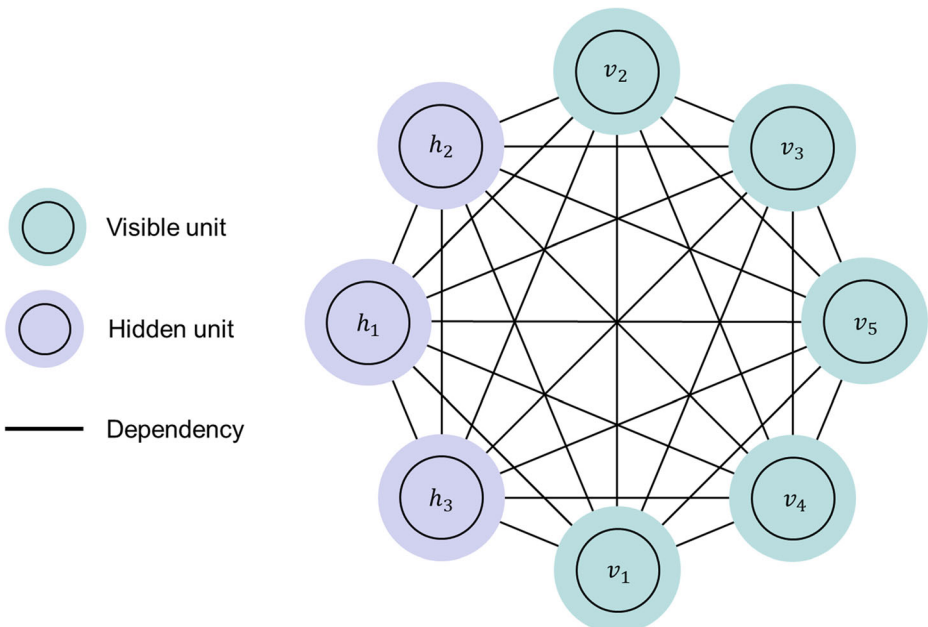 Visible unit
Hidden unit
Dependency
v₂
h₂
v₃
h₁
v₅
h₃
v₄
v₁